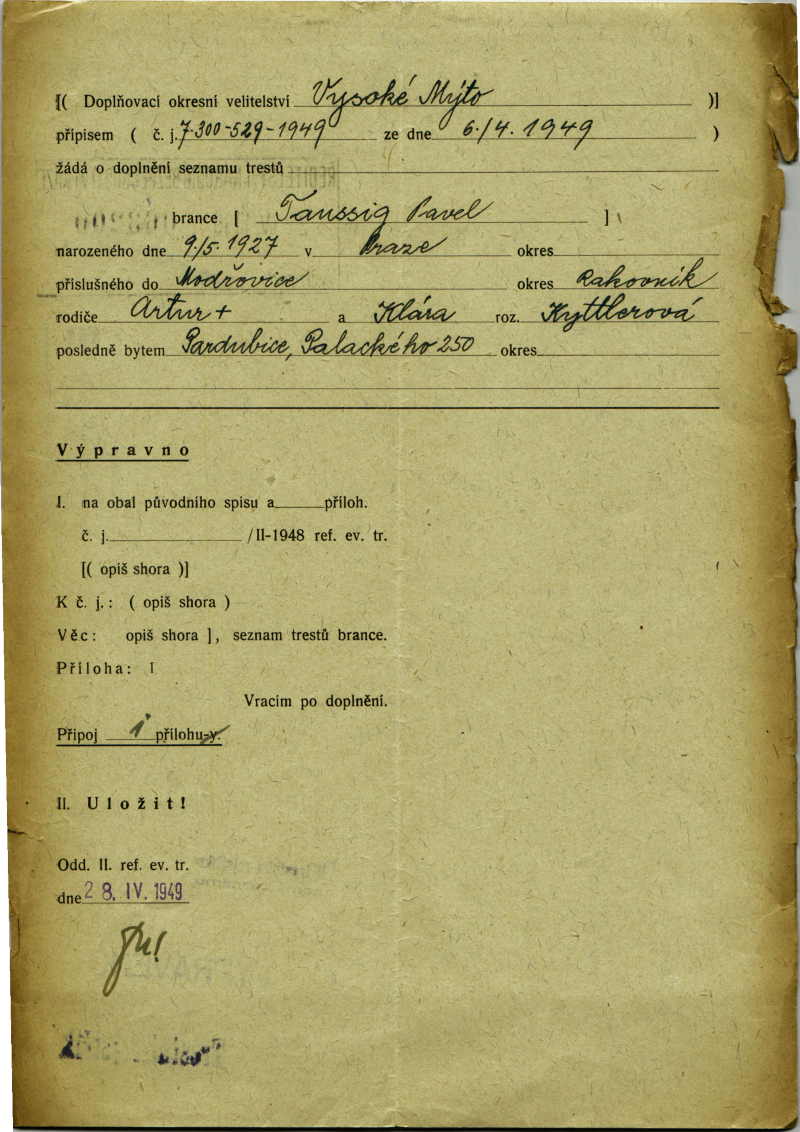 [( Doplňovací okresní velitelství Vysoké Mýto )]
přípisem ( č. j. 7.300-529-1949 ze dne 6./4. 1949 )
žádá o doplnění seznamu trestů
brance [ Taussig Pavel ]
narozeného dne 9/5. 1927 v Praze okres
příslušného do Modřovice okres Rakovník
rodiče Artur + a Klára roz. Kyttlerová
posledně bytem Pardubice, Palackého 250 okres
Výpravno
I. na obal původního spisu a příloh.
č. j. /II-1948 ref. ev. tr.
[( opiš shora )]
K č. j.: ( opiš shora )
Věc: opiš shora ], seznam trestů brance.
Příloha: I
Vracím po doplnění.
Připoj 1 přílohu-y.
II. Uložit!
Odd. II. ref. ev. tr.
dne 28. IV. 1949